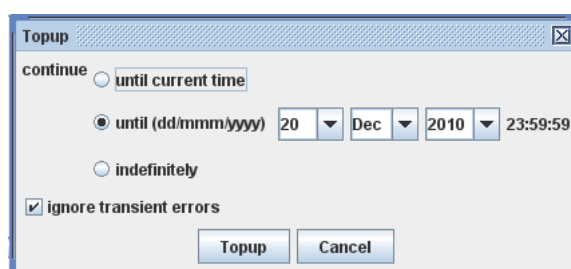 Topup
continue until current time
until (dd/mmm/yyyy) 20 Dec 2010 23:59:59
indefinitely
ignore transient errors
Topup Cancel